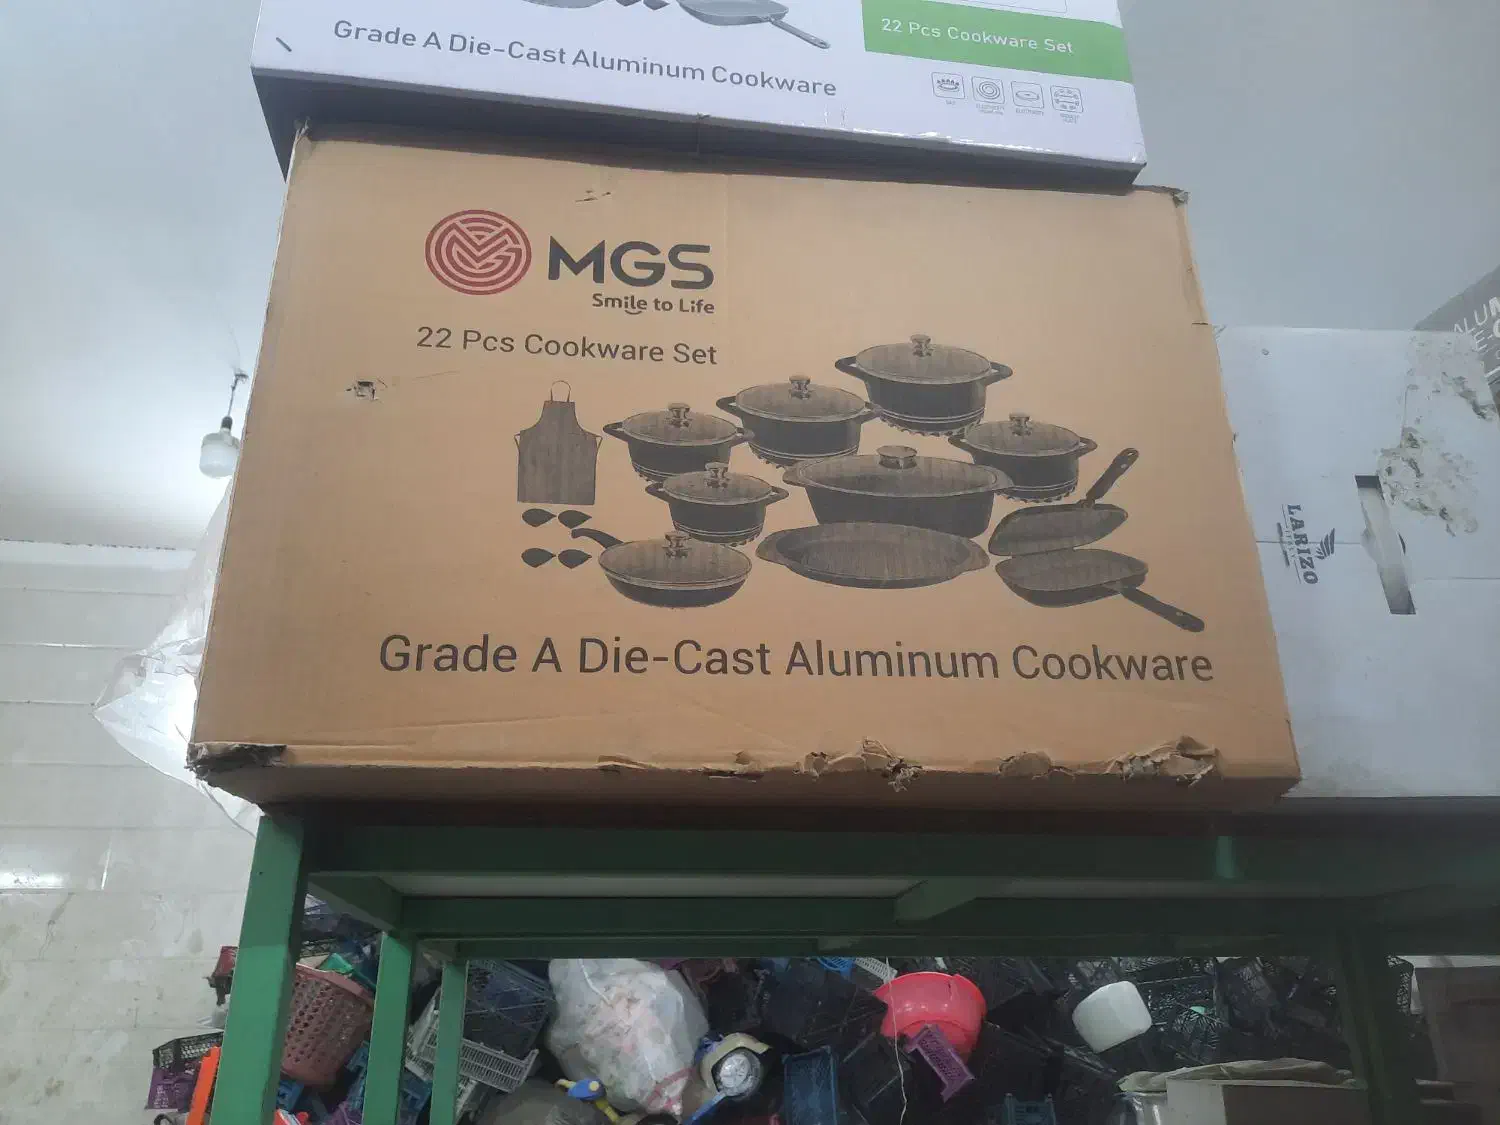 Grade A Die-Cast Aluminum Cookware
22 Pcs Cookware Set
MGS
Smile to Life
22 Pcs Cookware Set
Grade A Die-Cast Aluminum Cookware
LARIZO